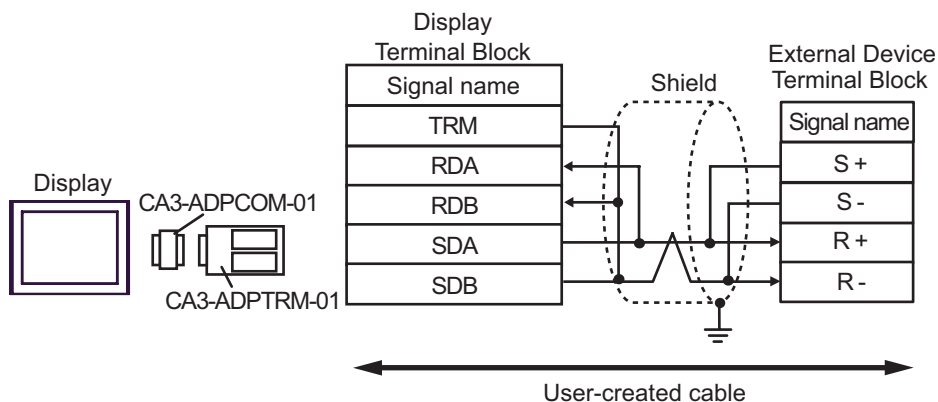 Display
Terminal Block
External Device
Terminal Block
Signal name
Shield
Signal name
TRM
RDA
S +
RDB
S -
SDA
R +
SDB
R -
Display
CA3-ADPCOM-01
CA3-ADPTRM-01
User-created cable